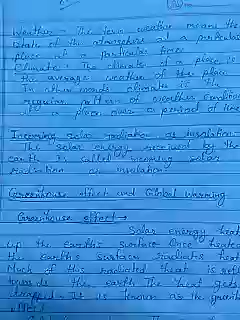 Weather - The term weather means the
state of the atmosphere at a particular
place at a particular time
Climate - The climate of a place is
the average weather of the place
In other words climate is the
regular pattern of weather condition
of a place over a period of time
Incoming solar radiation or insolation
The solar energy received by the
earth is called incoming solar
radiation or insolation
Greenhouse effect and Global Warming
Greenhouse effect →
Solar energy heat
up the Earth's surface Once heated
the Earth's surface radiates heat
Much of this radiated heat is refl
towards the earth The heat gets
trapped. It is known as the green
effect